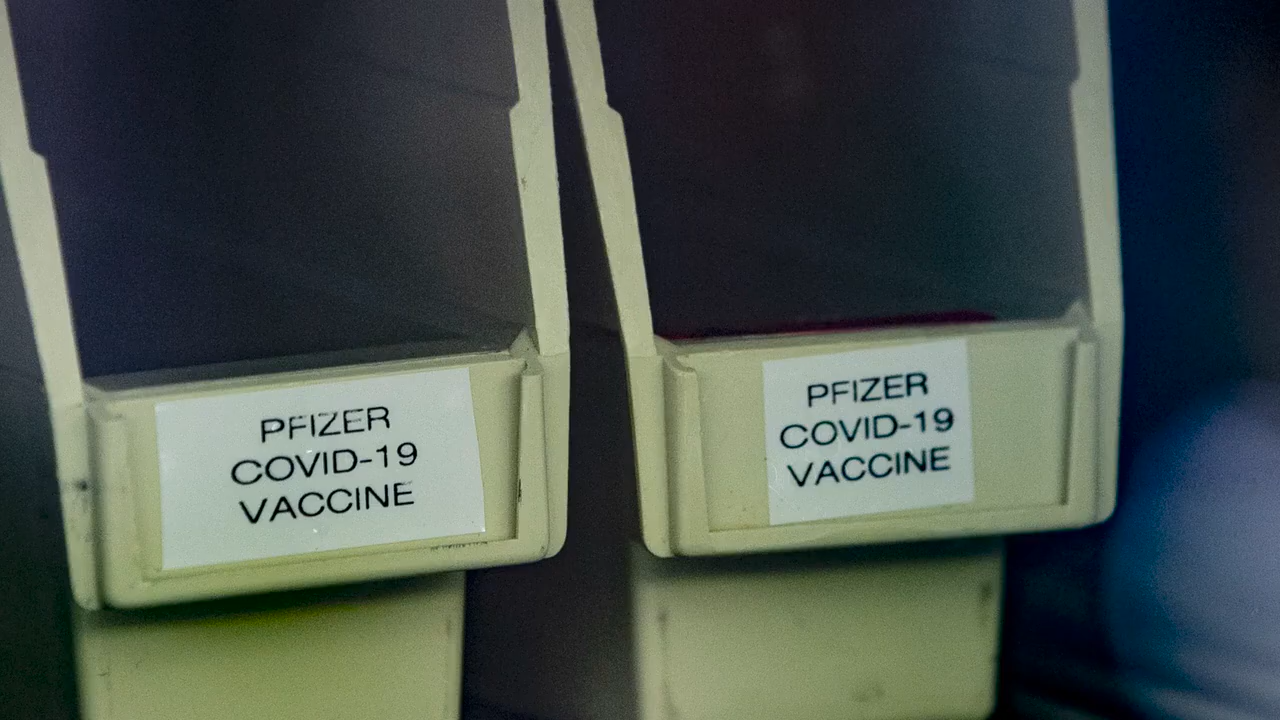 PFIZER
COVID-19
VACCINE
PFIZER
COVID-19
VACCINE